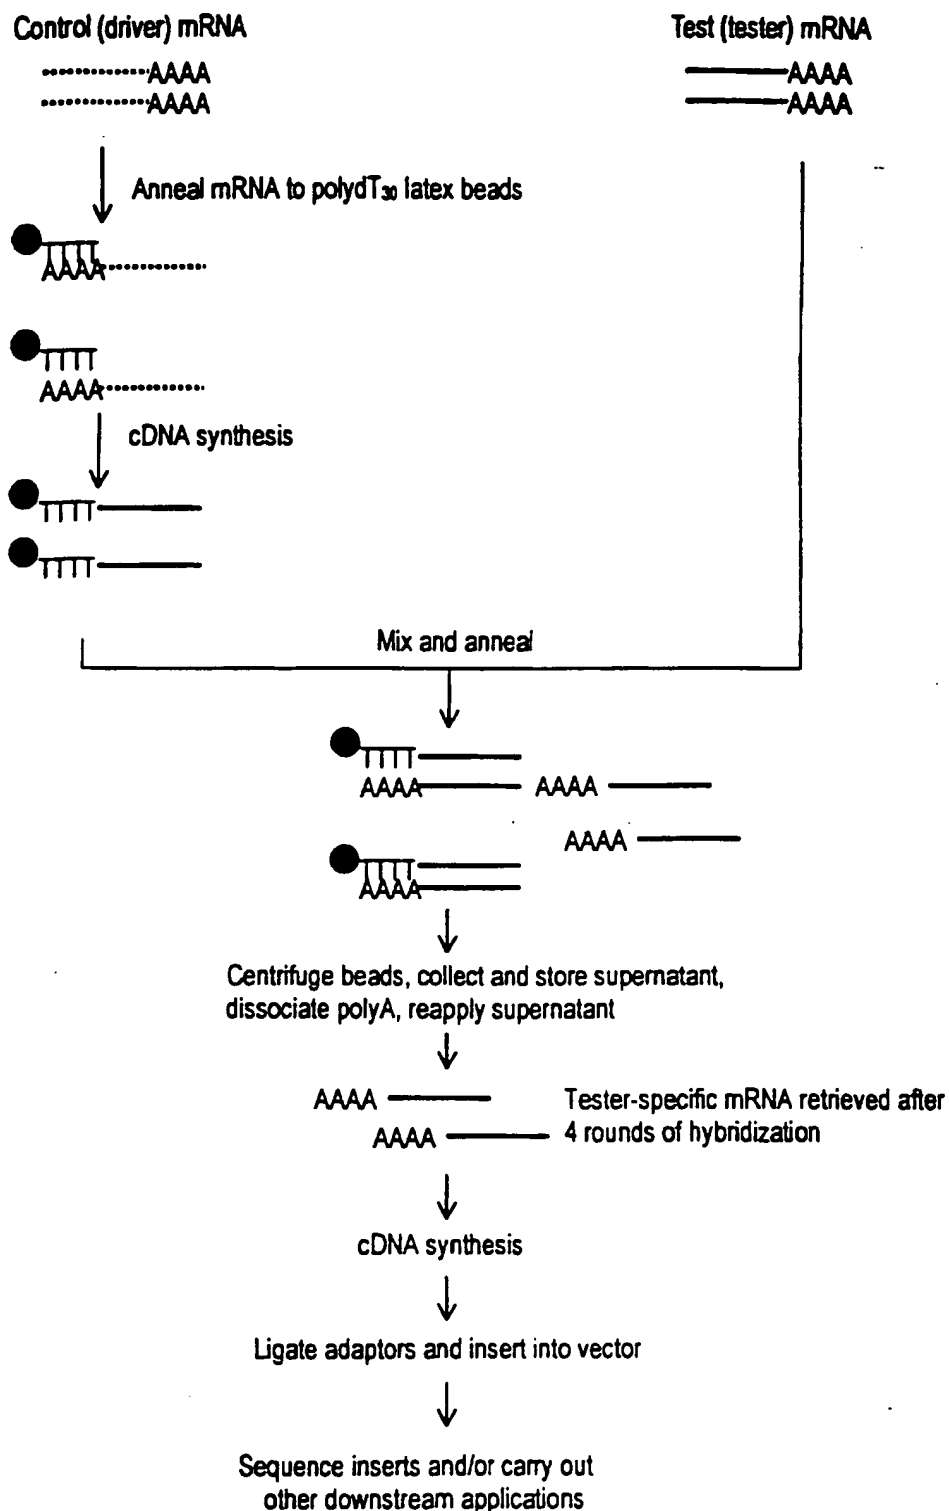 Control (driver) mRNA
Test (tester) mRNA
AAAA
AAAA
AAAA
AAAA
Anneal mRNA to polydT₃₀ latex beads
TTTT
AAAA
TTTT
AAAA
cDNA synthesis
TTTT
TTTT
Mix and anneal
TTTT
AAAA AAAA
AAAA
TTTT
AAAA
Centrifuge beads, collect and store supernatant,
dissociate polyA, reapply supernatant
AAAA
AAAA
Tester-specific mRNA retrieved after
4 rounds of hybridization
cDNA synthesis
Ligate adaptors and insert into vector
Sequence inserts and/or carry out
other downstream applications